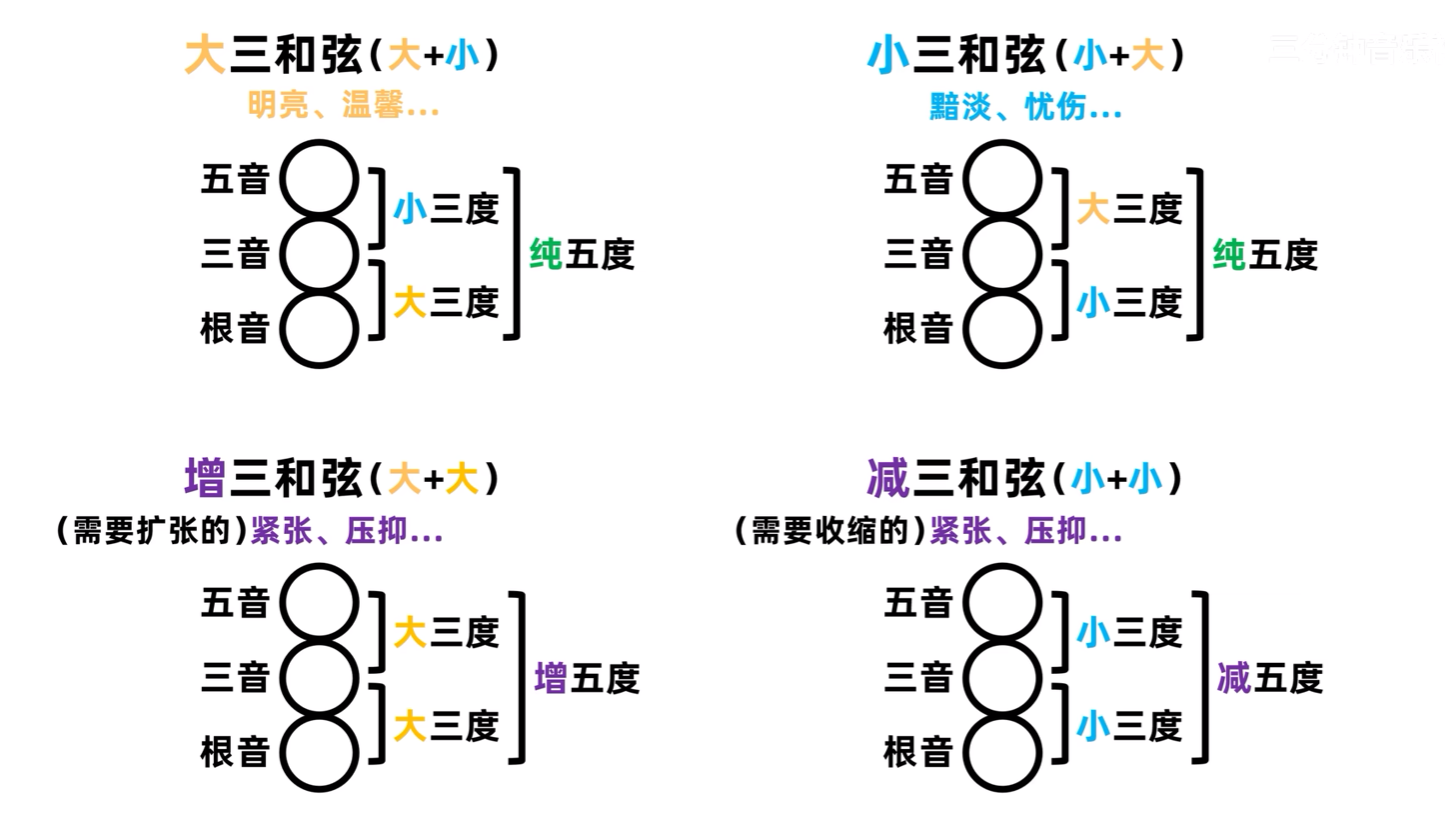 大三和弦(大+小)
明亮、温馨...
五音
三音
根音
小三度
大三度
纯五度
小三和弦(小+大)
黯淡、忧伤...
五音
三音
根音
大三度
小三度
纯五度
增三和弦(大+大)
(需要扩张的)紧张、压抑...
五音
三音
根音
大三度
大三度
增五度
减三和弦(小+小)
(需要收缩的)紧张、压抑...
五音
三音
根音
小三度
小三度
减五度